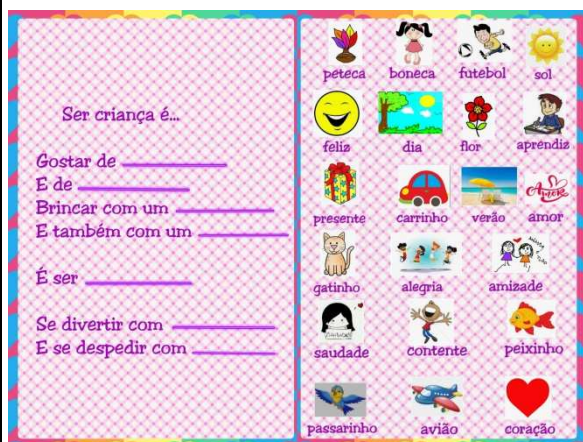 Ser criança é...
Gostar de
E de
Brincar com um
E também com um
É ser
Se divertir com
E se despedir com
peteca boneca futebol sol
feliz dia flor aprendiz
Amor
presente carrinho verão amor
gatinho alegria amizade
saudade contente peixinho
passarinho avião coração